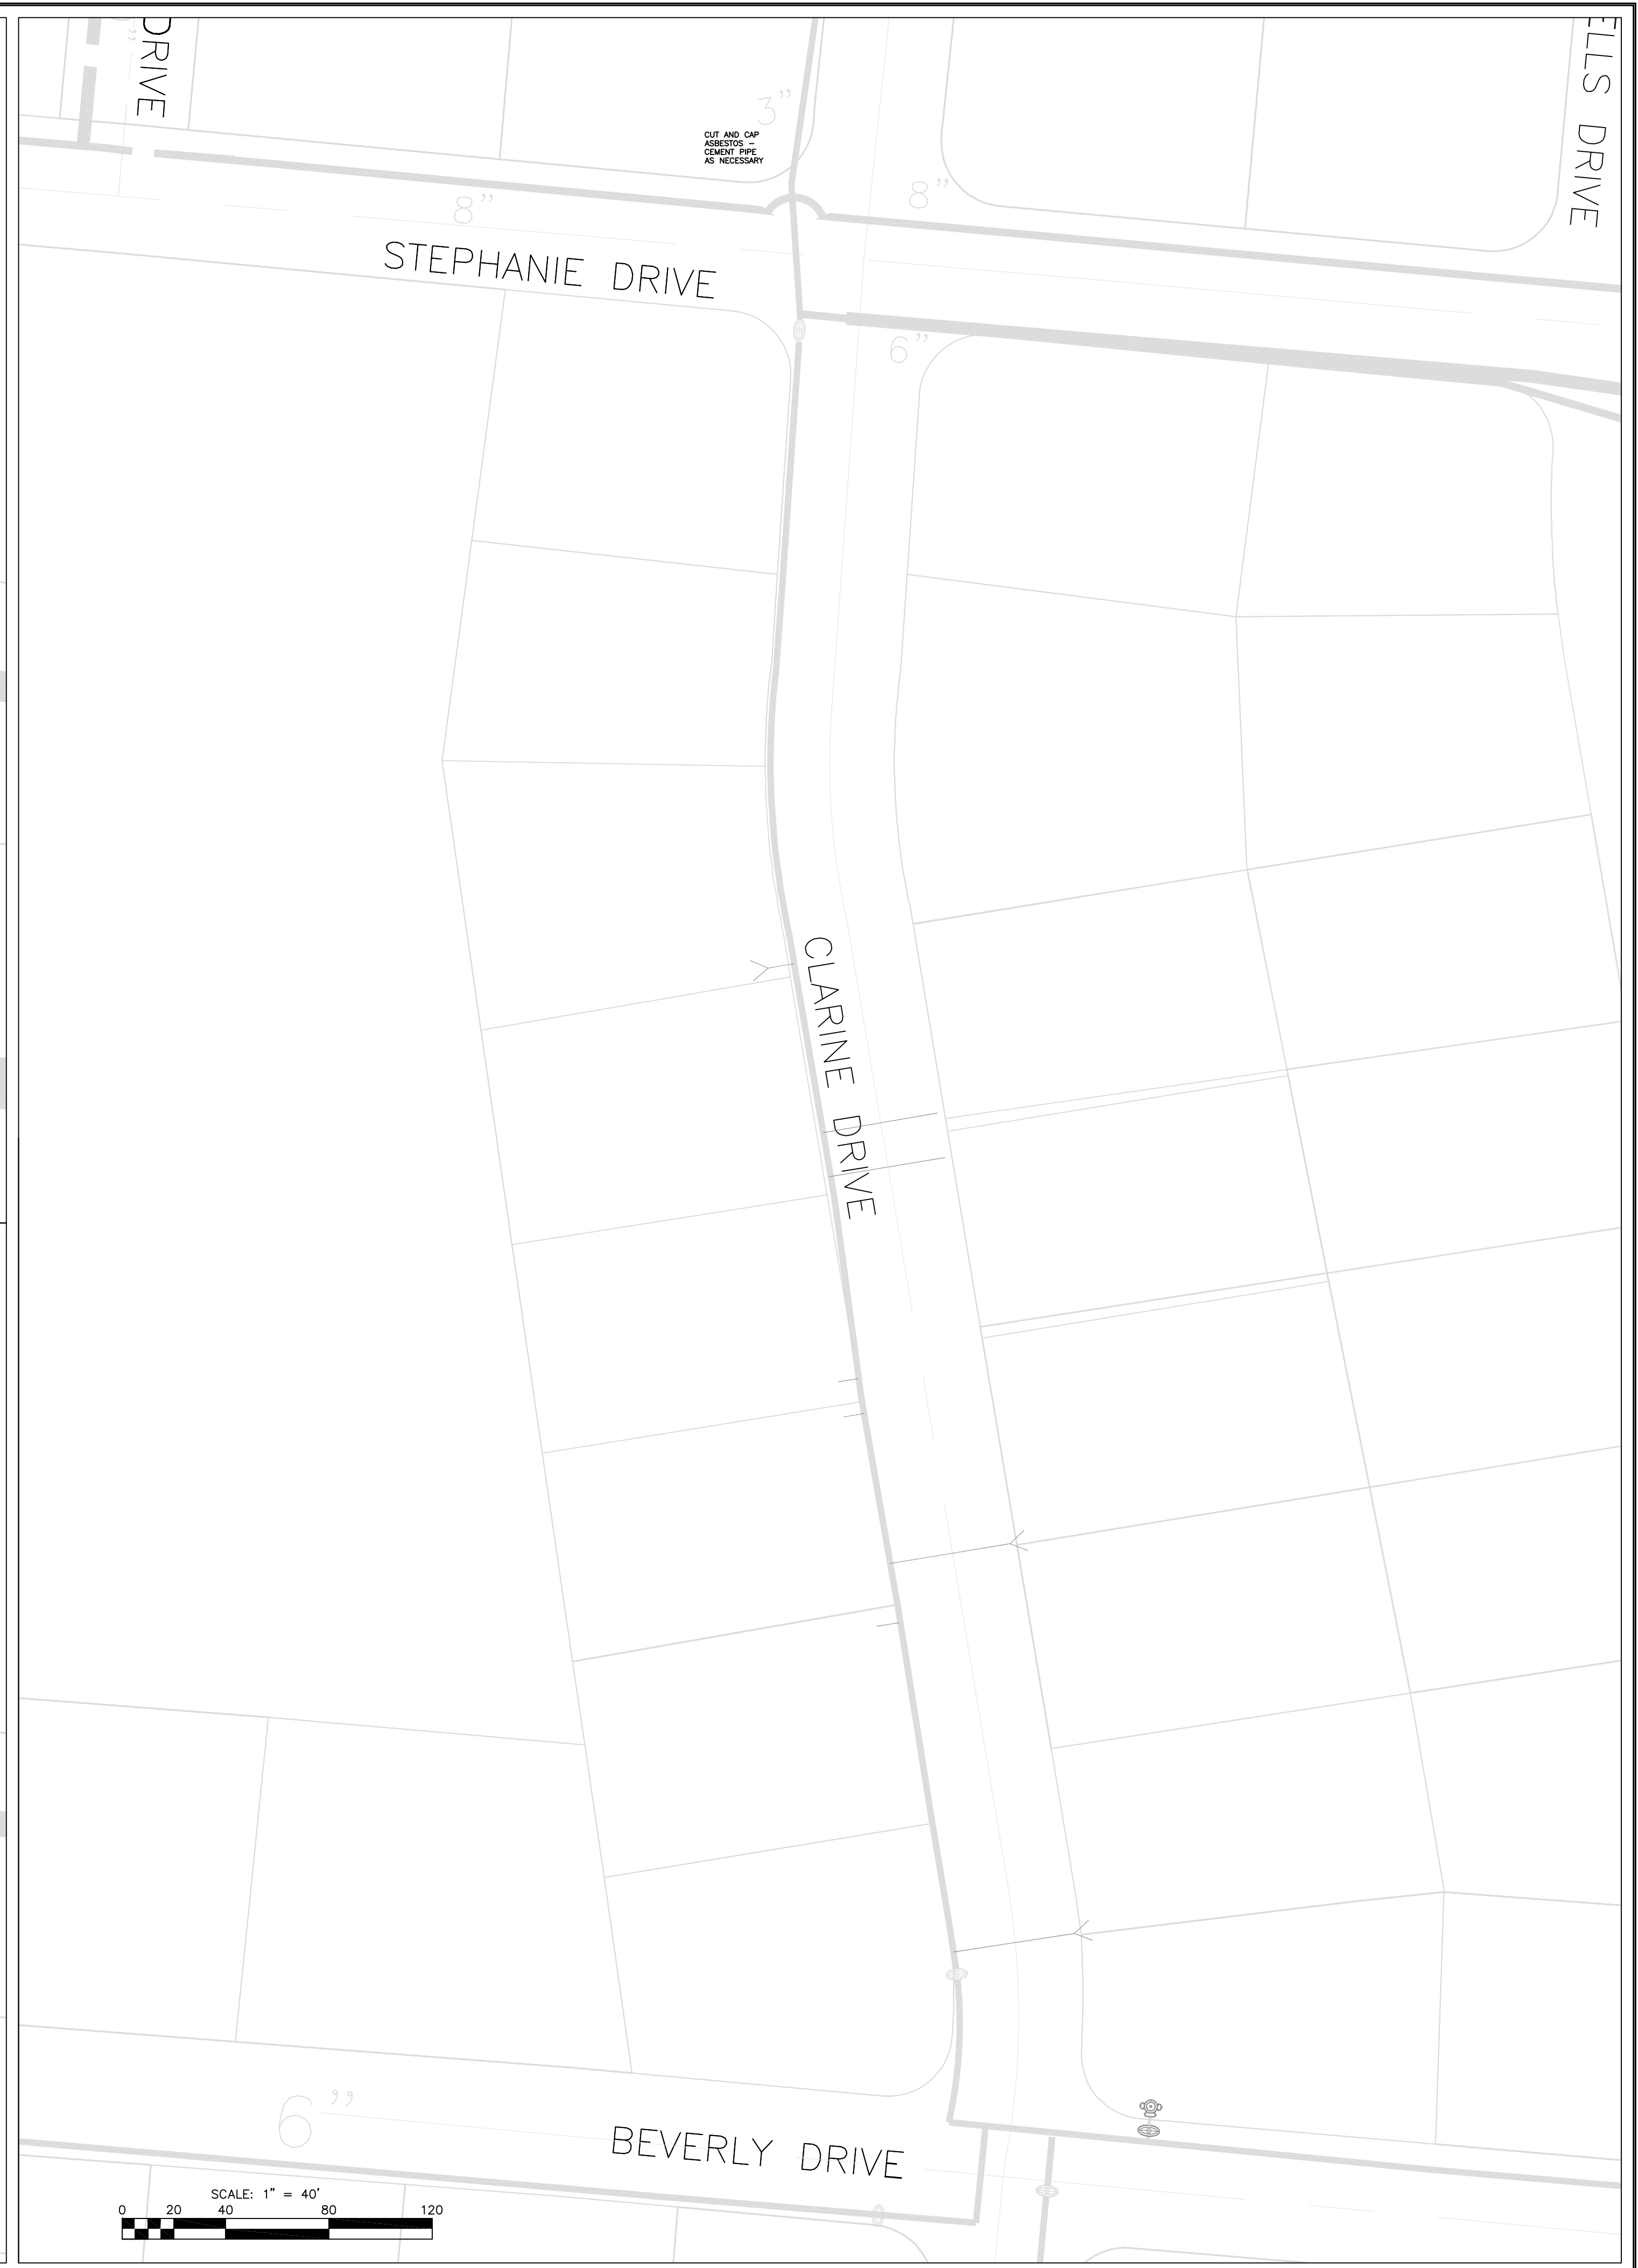 DRIVE
ELLS DRIVE
3"
CUT AND CAP
ASBESTOS -
CEMENT PIPE
AS NECESSARY
8"
8"
STEPHANIE DRIVE
6"
CLARINE DRIVE
6"
BEVERLY DRIVE
SCALE: 1" = 40'
0 20 40 80 120